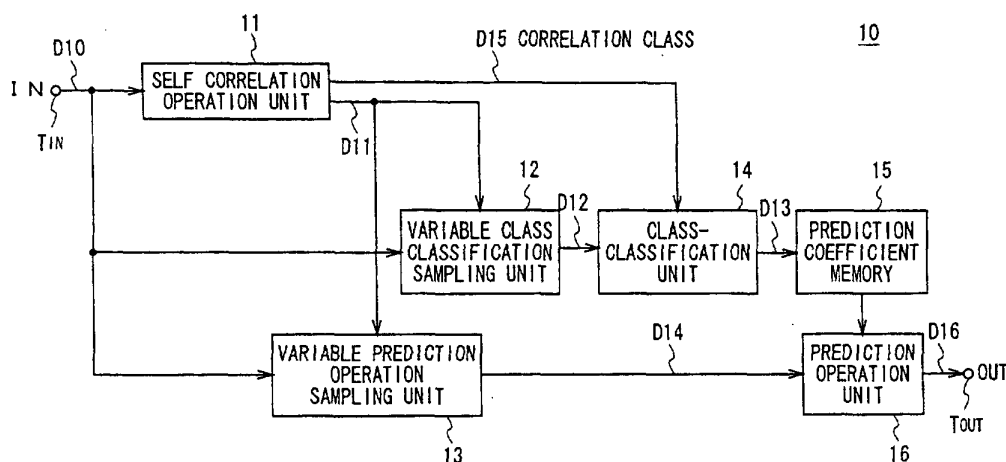 11
10
D10
D15 CORRELATION CLASS
IN
SELF CORRELATION
OPERATION UNIT
TIN
D11
12
14
15
D12
D13
VARIABLE CLASS
CLASSIFICATION
SAMPLING UNIT
CLASS-
CLASSIFICATION
UNIT
PREDICTION
COEFFICIENT
MEMORY
VARIABLE PREDICTION
OPERATION
SAMPLING UNIT
D14
PREDICTION
OPERATION
UNIT
D16
OUT
TOUT
13
16